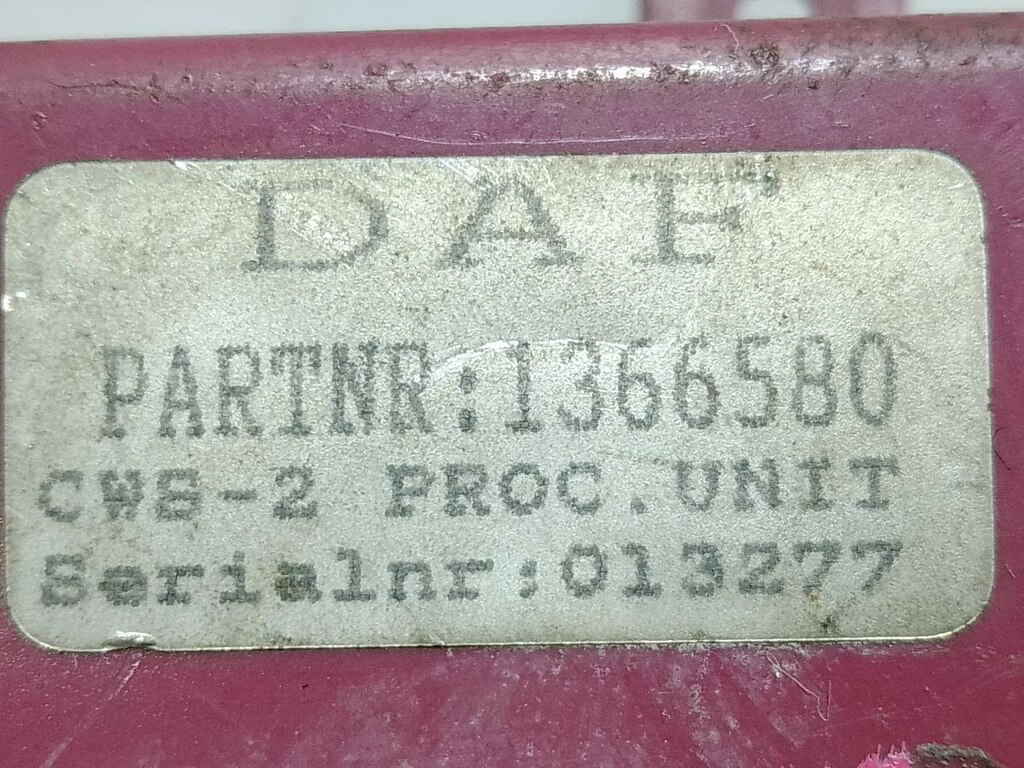 DAF
PARTNR:1366580
CWS-2 PROC.UNIT
Serialnr:013277